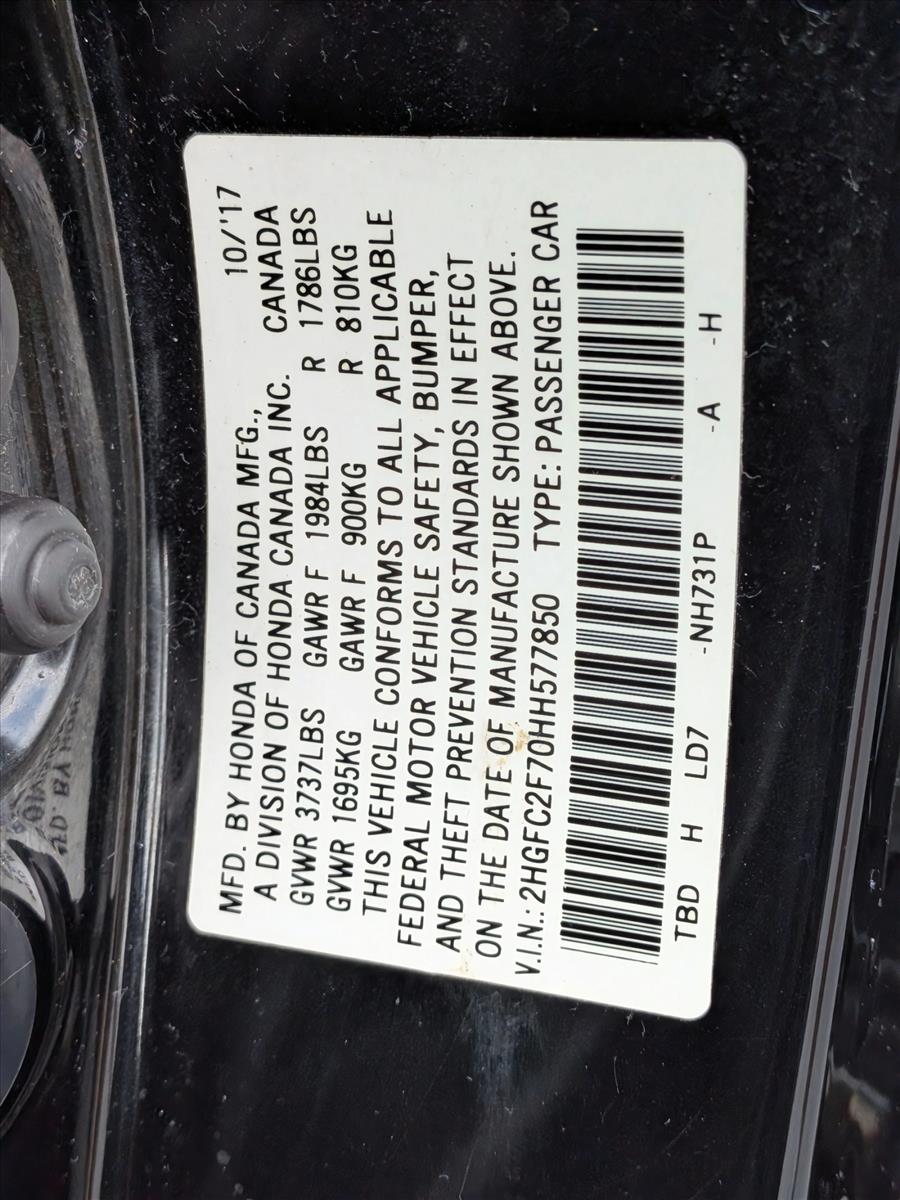 10/'17
MFD. BY HONDA OF CANADA MFG.,
A DIVISION OF HONDA CANADA INC. CANADA
GVWR 3737LBS GAWR F 1984LBS R 1786LBS
GVWR 1695KG GAWR F 900KG R 810KG
THIS VEHICLE CONFORMS TO ALL APPLICABLE
FEDERAL MOTOR VEHICLE SAFETY, BUMPER,
AND THEFT PREVENTION STANDARDS IN EFFECT
ON THE DATE OF MANUFACTURE SHOWN ABOVE.
V.I.N.: 2HGFC2F70HH577850 TYPE: PASSENGER CAR
TBD H LD7 -NH731P -A -H